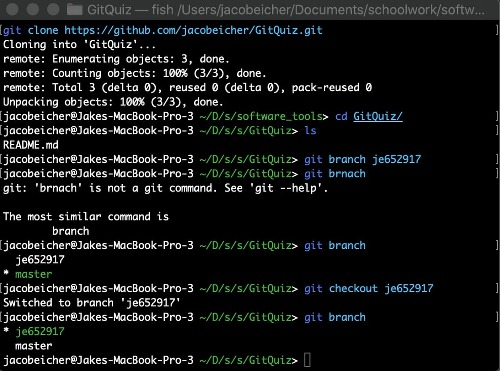 GitQuiz — fish /Users/jacobeicher/Documents/schoolwork/softw...
git clone https://github.com/jacobeicher/GitQuiz.git
Cloning into 'GitQuiz'...
remote: Enumerating objects: 3, done.
remote: Counting objects: 100% (3/3), done.
remote: Total 3 (delta 0), reused 0 (delta 0), pack-reused 0
Unpacking objects: 100% (3/3), done.
jacobeicher@Jakes-MacBook-Pro-3 ~/D/s/software_tools> cd GitQuiz/
jacobeicher@Jakes-MacBook-Pro-3 ~/D/s/s/GitQuiz> ls
README.md
jacobeicher@Jakes-MacBook-Pro-3 ~/D/s/s/GitQuiz> git branch je652917
jacobeicher@Jakes-MacBook-Pro-3 ~/D/s/s/GitQuiz> git brnach
git: 'brnach' is not a git command. See 'git --help'.
The most similar command is
branch
jacobeicher@Jakes-MacBook-Pro-3 ~/D/s/s/GitQuiz> git branch
je652917
* master
jacobeicher@Jakes-MacBook-Pro-3 ~/D/s/s/GitQuiz> git checkout je652917
Switched to branch 'je652917'
jacobeicher@Jakes-MacBook-Pro-3 ~/D/s/s/GitQuiz> git branch
* je652917
master
jacobeicher@Jakes-MacBook-Pro-3 ~/D/s/s/GitQuiz>